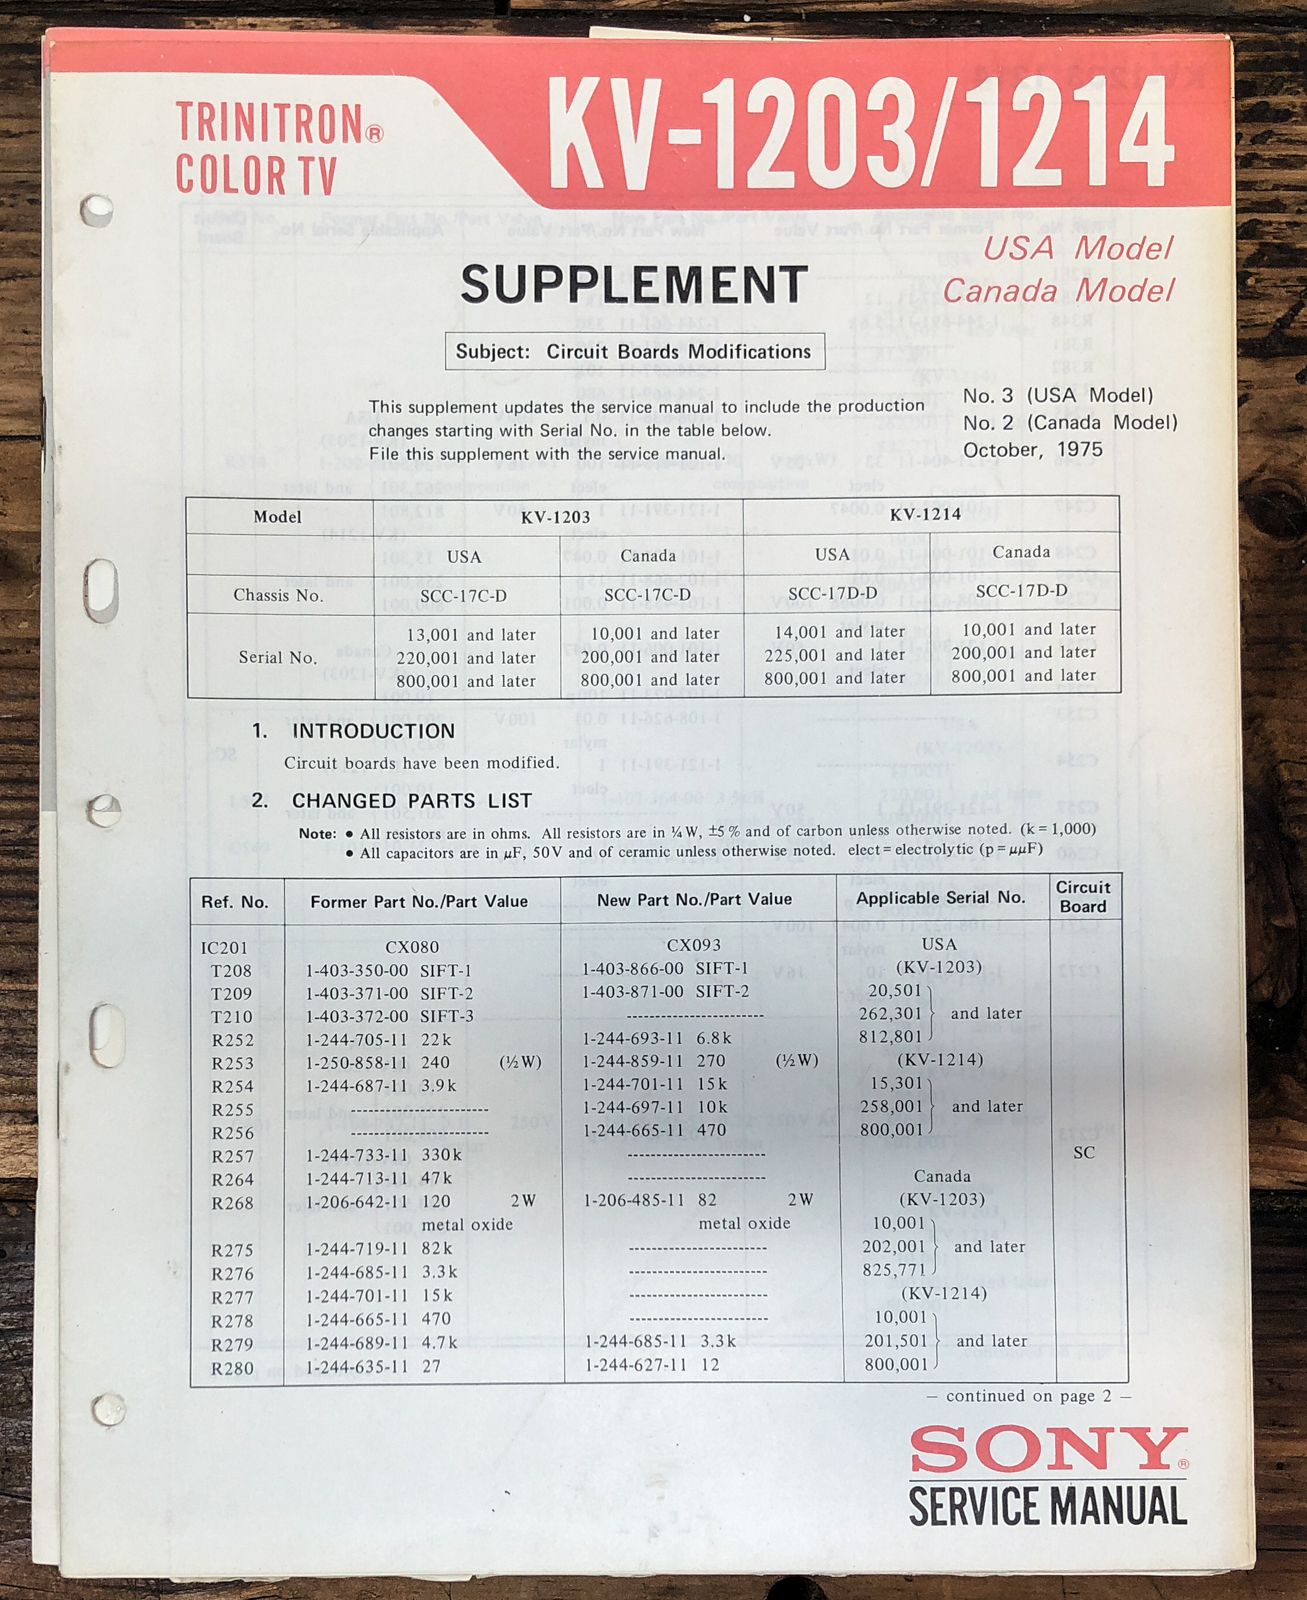 TRINITRON®
COLOR TV
KV-1203/1214
USA Model
Canada Model
SUPPLEMENT
Subject: Circuit Boards Modifications
This supplement updates the service manual to include the production
changes starting with Serial No. in the table below.
File this supplement with the service manual.
No. 3 (USA Model)
No. 2 (Canada Model)
October, 1975
Model KV-1203 KV-1214
USA Canada USA Canada
Chassis No. SCC-17C-D SCC-17C-D SCC-17D-D SCC-17D-D
13,001 and later 10,001 and later 14,001 and later 10,001 and later
Serial No. 220,001 and later 200,001 and later 225,001 and later 200,001 and later
800,001 and later 800,001 and later 800,001 and later 800,001 and later
1. INTRODUCTION
Circuit boards have been modified.
2. CHANGED PARTS LIST
Note: • All resistors are in ohms. All resistors are in ¼W, ±5% and of carbon unless otherwise noted. (k=1,000)
• All capacitors are in μF, 50V and of ceramic unless otherwise noted. elect=electrolytic (p=μμF)
Ref. No. Former Part No./Part Value New Part No./Part Value Applicable Serial No. Circuit Board
IC201 CX080 CX093 USA
T208 1-403-350-00 SIFT-1 1-403-866-00 SIFT-1 (KV-1203)
T209 1-403-371-00 SIFT-2 1-403-871-00 SIFT-2 20,501
T210 1-403-372-00 SIFT-3 -------------------- 262,301 and later
R252 1-244-705-11 22k 1-244-693-11 6.8k 812,801
R253 1-250-858-11 240 (½W) 1-244-859-11 270 (½W) (KV-1214)
R254 1-244-687-11 3.9k 1-244-701-11 15k 15,301
R255 -------------------- 1-244-697-11 10k 258,001 and later
R256 -------------------- 1-244-665-11 470 800,001
R257 1-244-733-11 330k -------------------- SC
R264 1-244-713-11 47k -------------------- Canada
R268 1-206-642-11 120 2W 1-206-485-11 82 2W (KV-1203)
metal oxide metal oxide 10,001
R275 1-244-719-11 82k -------------------- 202,001 and later
R276 1-244-685-11 3.3k -------------------- 825,771
R277 1-244-701-11 15k -------------------- (KV-1214)
R278 1-244-665-11 470 -------------------- 10,001
R279 1-244-689-11 4.7k 1-244-685-11 3.3k 201,501 and later
R280 1-244-635-11 27 1-244-627-11 12 800,001
— continued on page 2 —
SONY®
SERVICE MANUAL